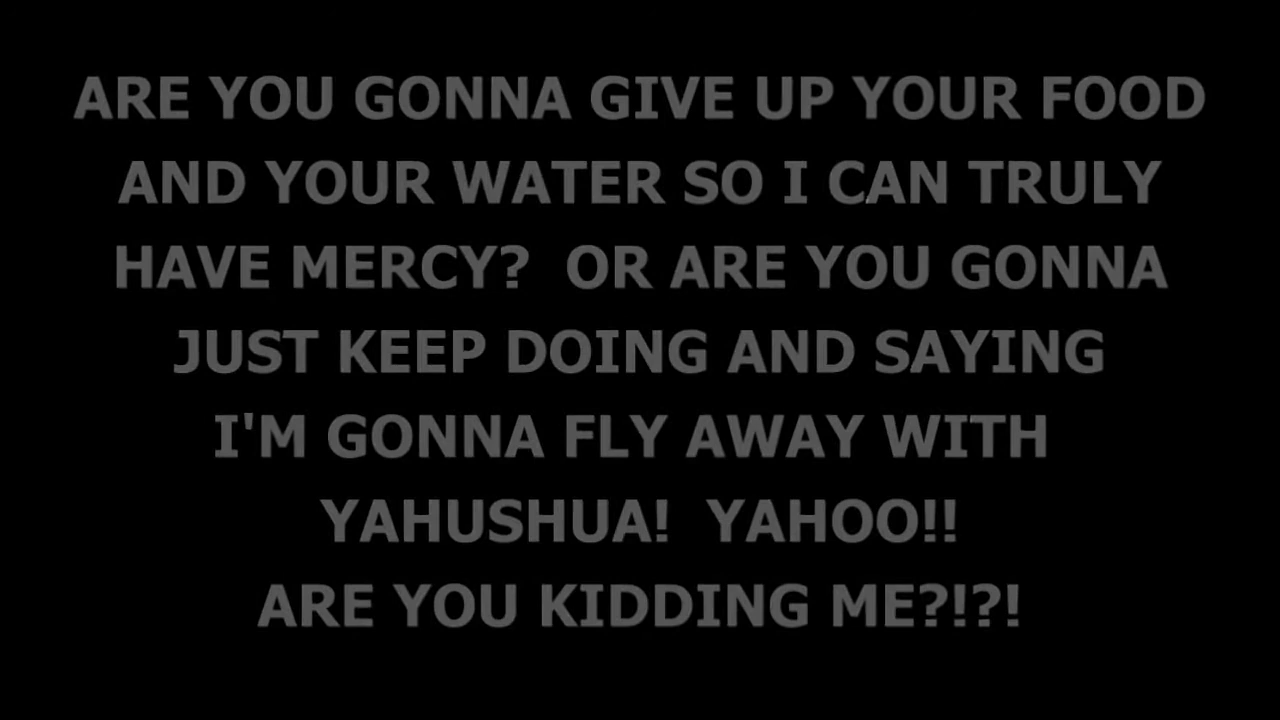 ARE YOU GONNA GIVE UP YOUR FOOD
AND YOUR WATER SO I CAN TRULY
HAVE MERCY?  OR ARE YOU GONNA
JUST KEEP DOING AND SAYING
I'M GONNA FLY AWAY WITH
YAHUSHUA!  YAHOO!!
ARE YOU KIDDING ME?!?!